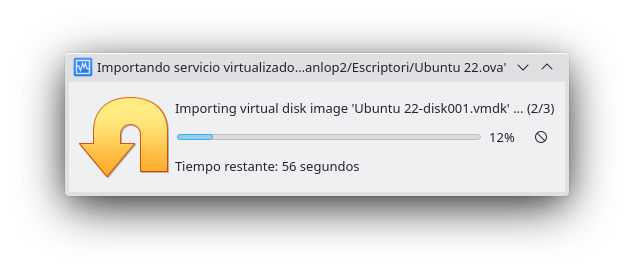 Importando servicio virtualizado...anlop2/Escriptori/Ubuntu 22.ova'
Importing virtual disk image 'Ubuntu 22-disk001.vmdk' ... (2/3)
12%
Tiempo restante: 56 segundos